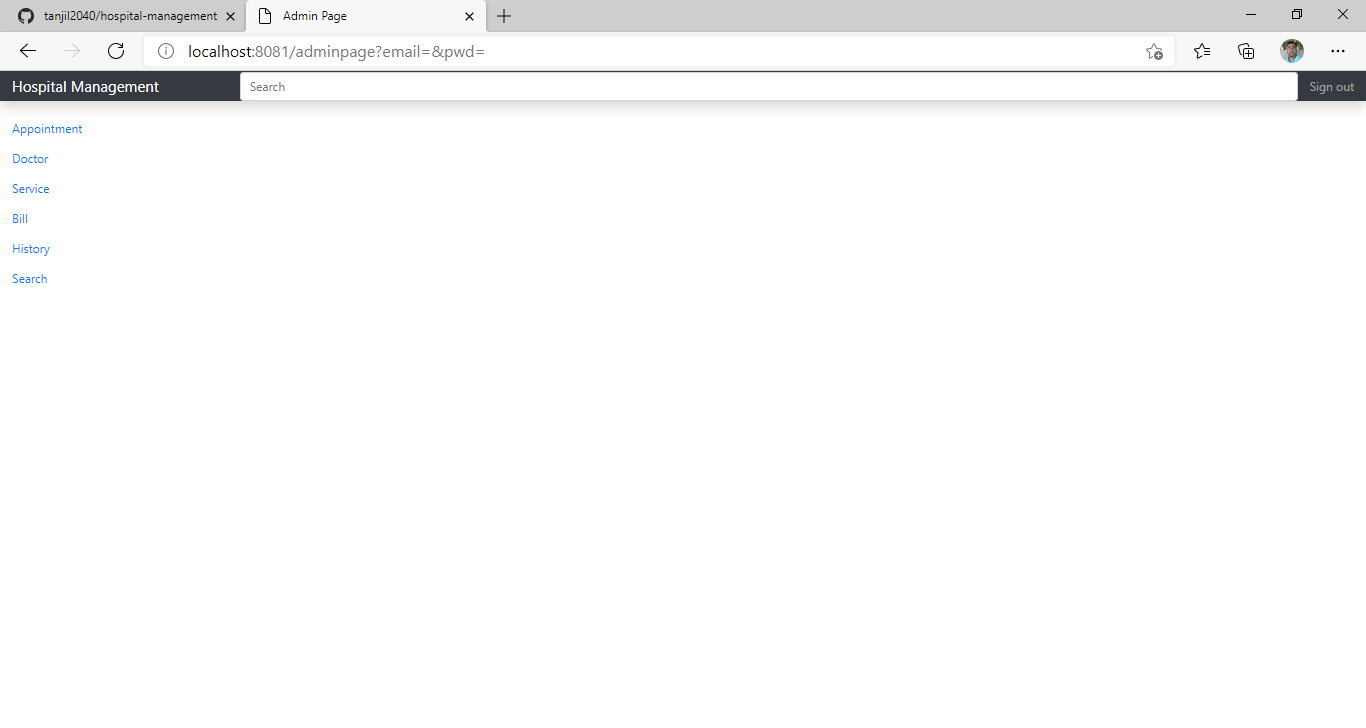 tanjil2040/hospital-management
Admin Page
localhost:8081/adminpage?email=&pwd=
Hospital Management
Search
Sign out
Appointment
Doctor
Service
Bill
History
Search